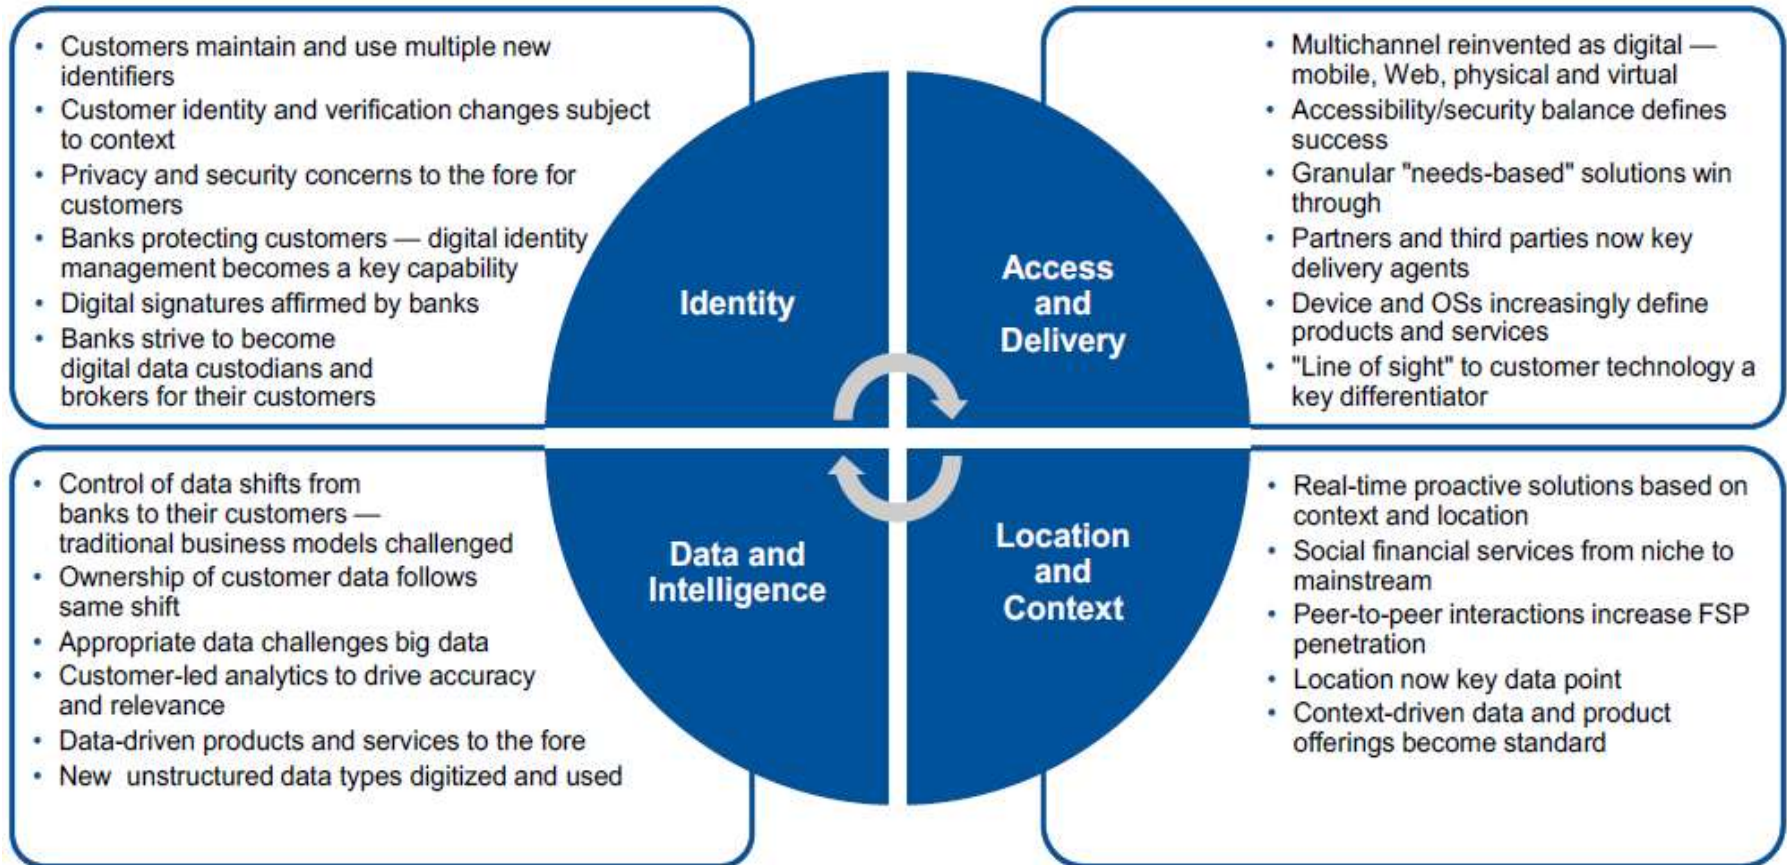 • Customers maintain and use multiple new
identifiers
• Customer identity and verification changes subject
to context
• Privacy and security concerns to the fore for
customers
• Banks protecting customers — digital identity
management becomes a key capability
• Digital signatures affirmed by banks
• Banks strive to become
digital data custodians and
brokers for their customers
Identity
Access
and
Delivery
• Multichannel reinvented as digital —
mobile, Web, physical and virtual
• Accessibility/security balance defines
success
• Granular "needs-based" solutions win
through
• Partners and third parties now key
delivery agents
• Device and OSs increasingly define
products and services
• "Line of sight" to customer technology a
key differentiator
• Control of data shifts from
banks to their customers —
traditional business models challenged
• Ownership of customer data follows
same shift
• Appropriate data challenges big data
• Customer-led analytics to drive accuracy
and relevance
• Data-driven products and services to the fore
• New unstructured data types digitized and used
Data and
Intelligence
Location
and
Context
• Real-time proactive solutions based on
context and location
• Social financial services from niche to
mainstream
• Peer-to-peer interactions increase FSP
penetration
• Location now key data point
• Context-driven data and product
offerings become standard